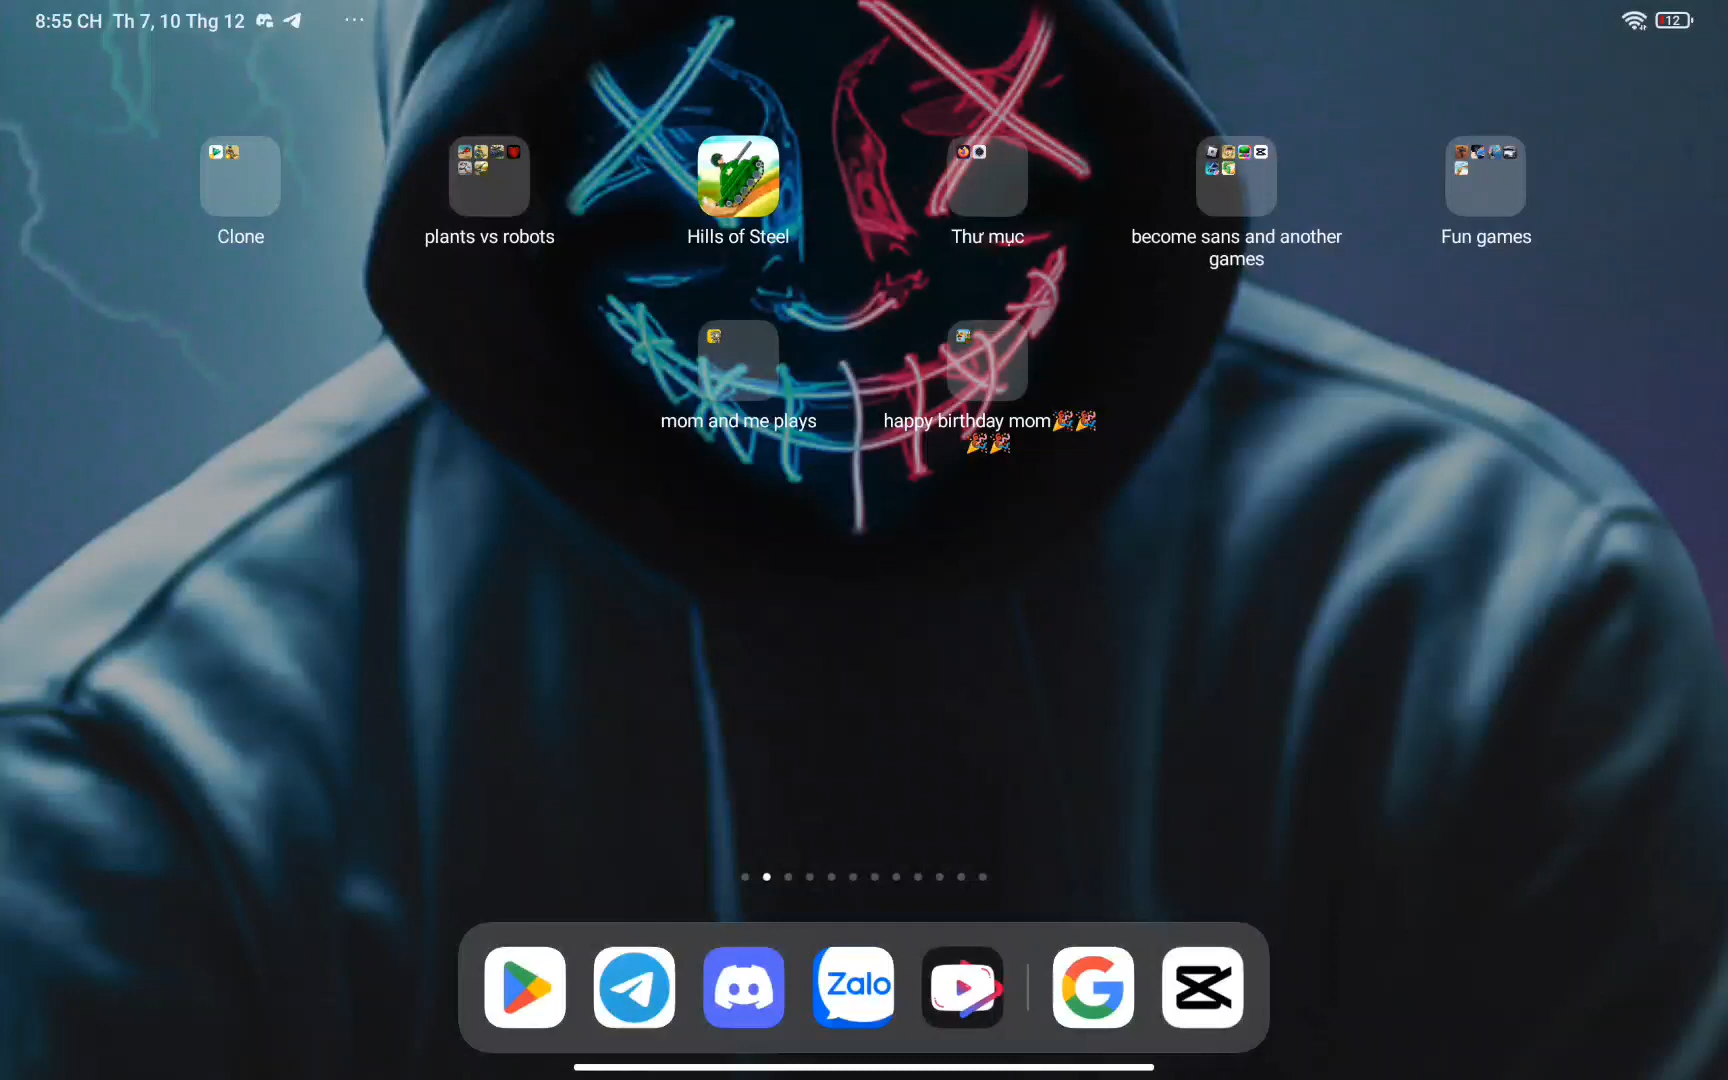 8:55 CH Th 7, 10 Thg 12
12
Clone
plants vs robots
Hills of Steel
Thư mục
become sans and another
games
Fun games
mom and me plays
happy birthday mom🎉🎉
🎉🎉
Zalo